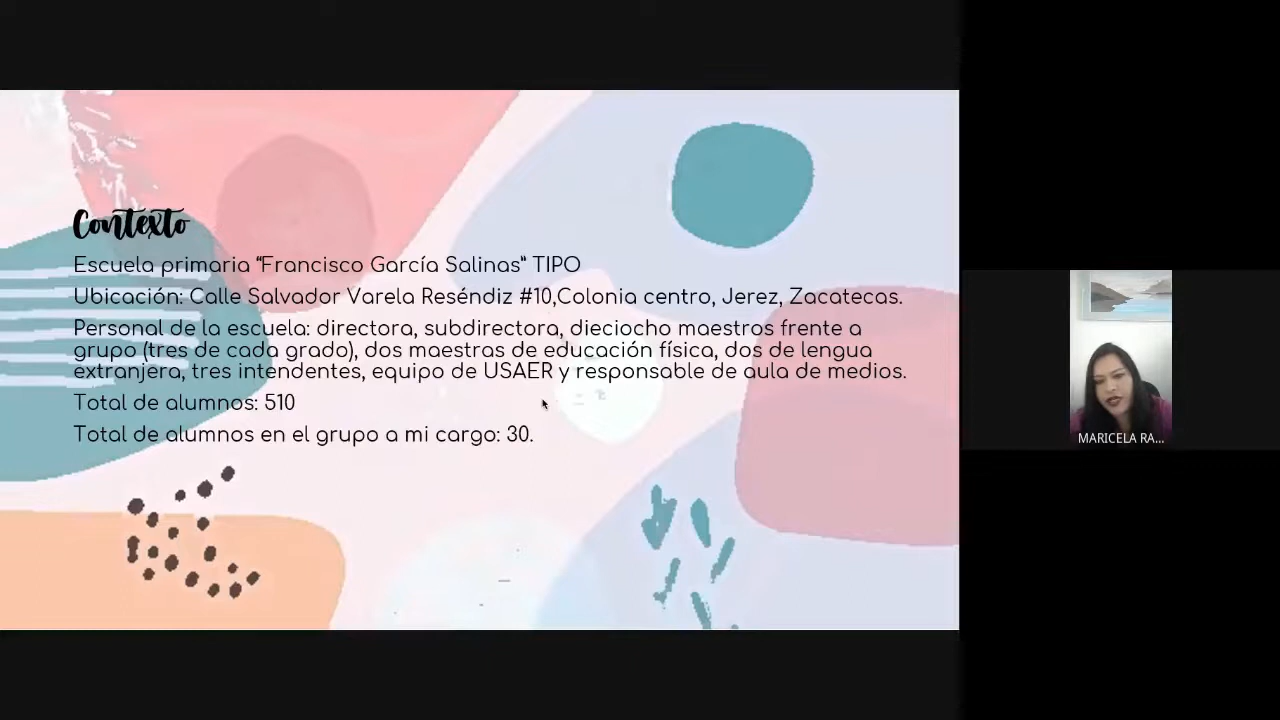 Contexto
Escuela primaria “Francisco García Salinas” TIPO
Ubicación: Calle Salvador Varela Reséndiz #10,Colonia centro, Jerez, Zacatecas.
Personal de la escuela: directora, subdirectora, dieciocho maestros frente a
grupo (tres de cada grado), dos maestras de educación física, dos de lengua
extranjera, tres intendentes, equipo de USAER y responsable de aula de medios.
Total de alumnos: 510
Total de alumnos en el grupo a mi cargo: 30.
MARICELA RA...